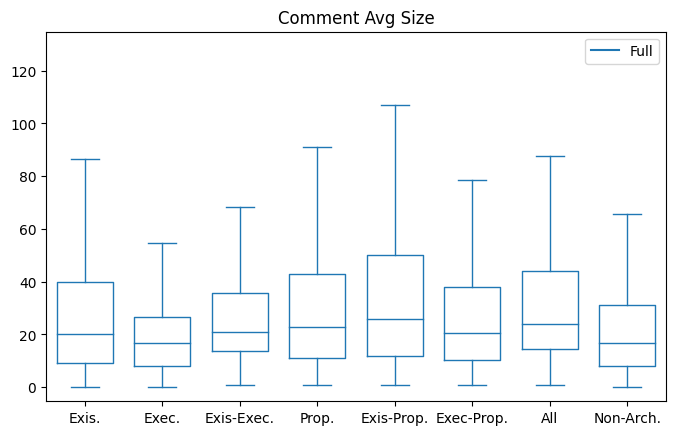 Comment Avg Size
Full
120
100
80
60
40
20
0
Exis. Exec. Exis-Exec. Prop. Exis-Prop. Exec-Prop. All Non-Arch.